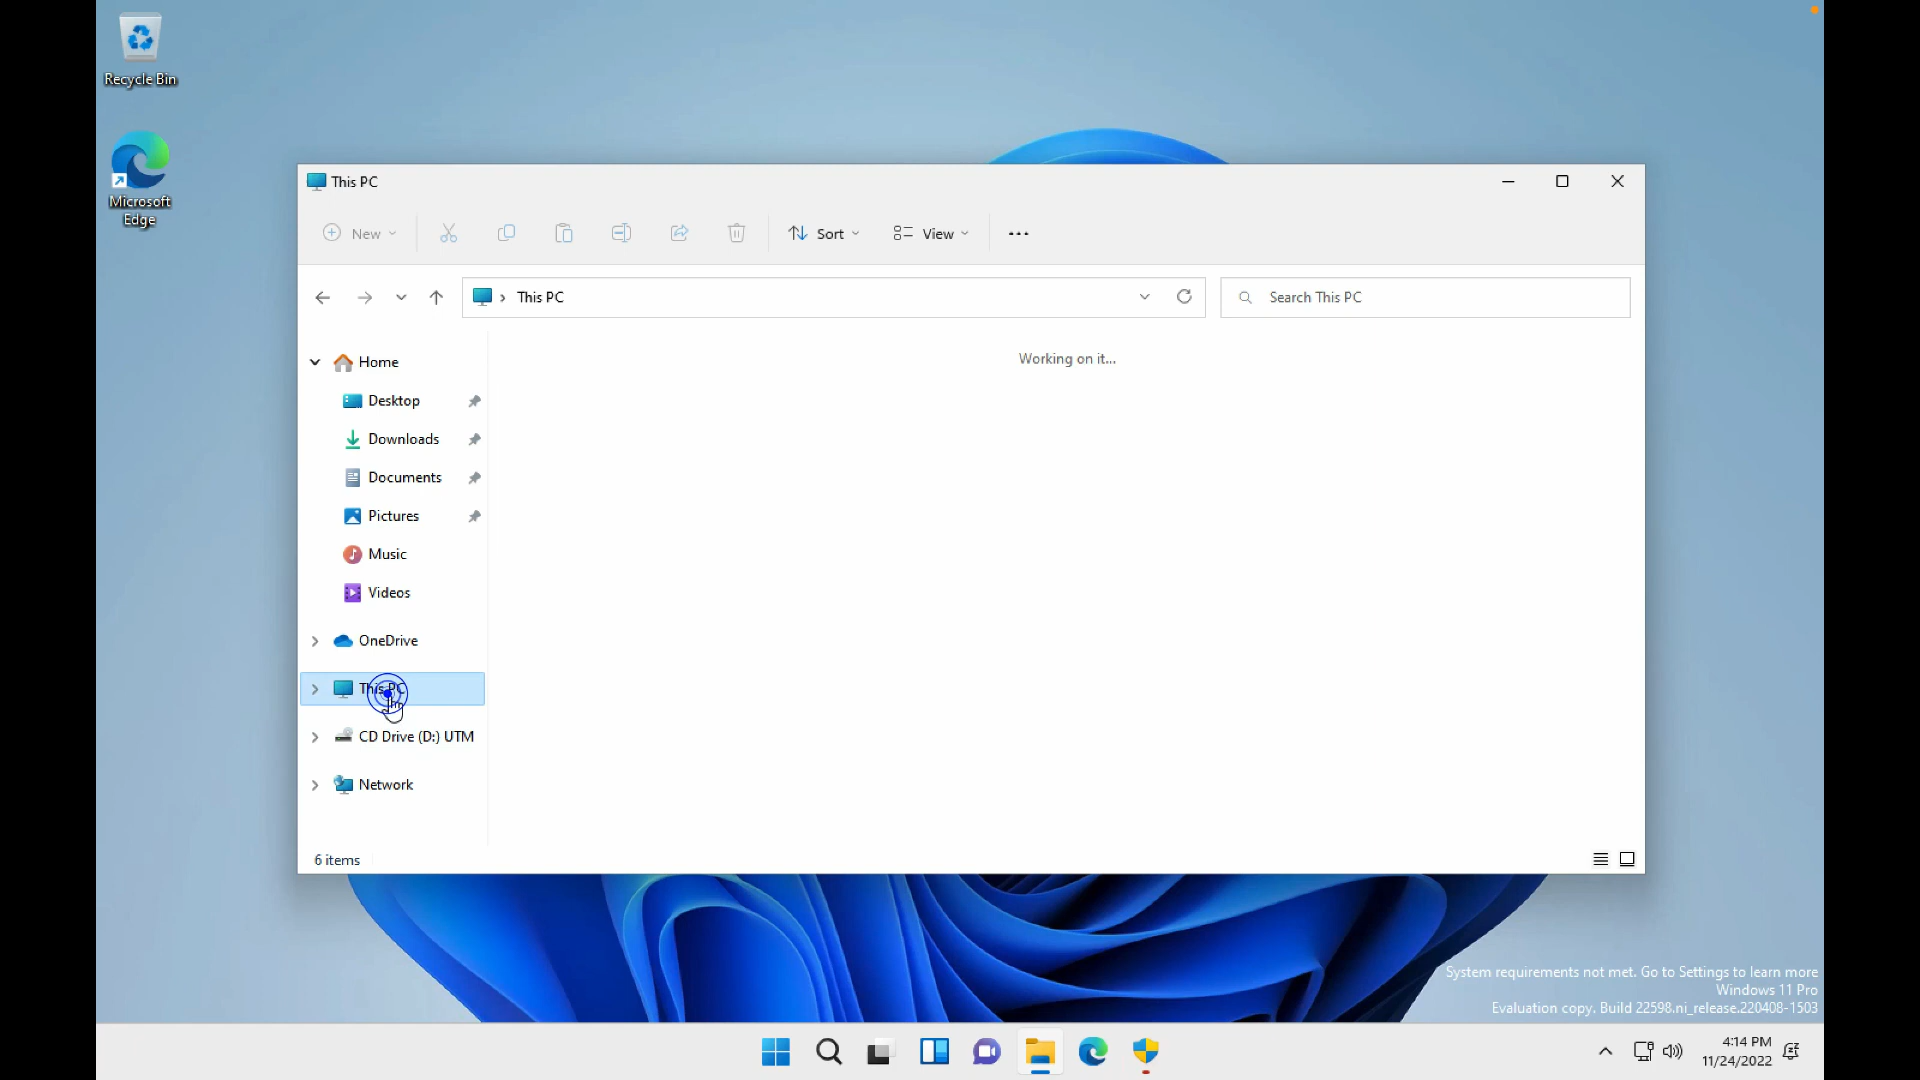 Recycle Bin
Microsoft
Edge
This PC
New
Sort
View
This PC
Search This PC
Home
Desktop
Downloads
Documents
Pictures
Music
Videos
OneDrive
This PC
CD Drive (D:) UTM
Network
Working on it...
6 items
System requirements not met. Go to Settings to learn more
Windows 11 Pro
Evaluation copy. Build 22598.ni_release.220408-1503
4:14 PM
11/24/2022